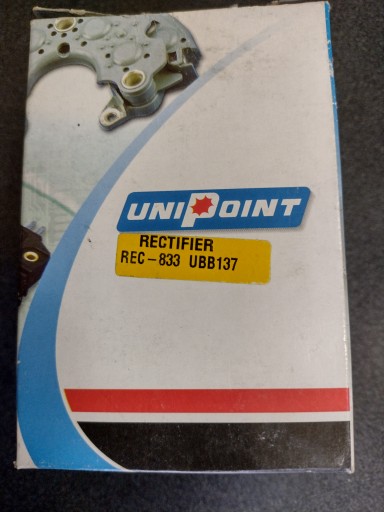 UNIPOINT
RECTIFIER
REC-833 UBB137